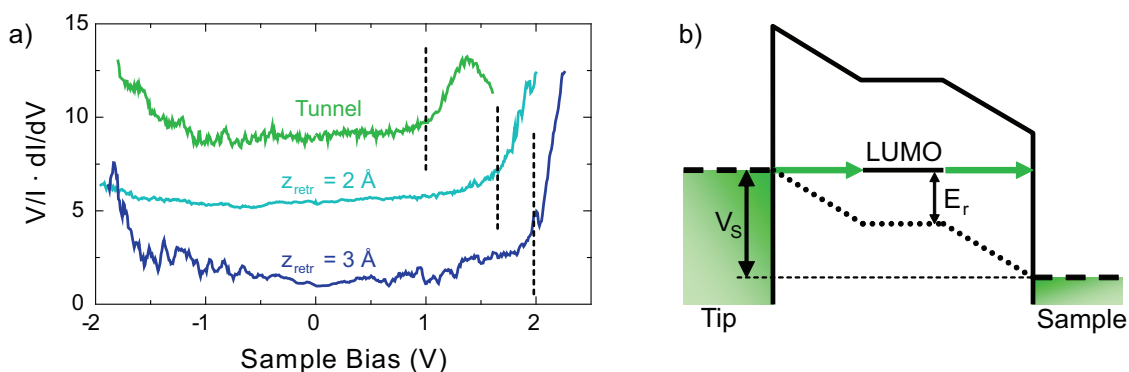 a)
15
10
5
0
V/I · dI/dV
Tunnel
z_retr = 2 Å
z_retr = 3 Å
-2 -1 0 1 2
Sample Bias (V)
b)
LUMO
V_S
E_r
Tip
Sample